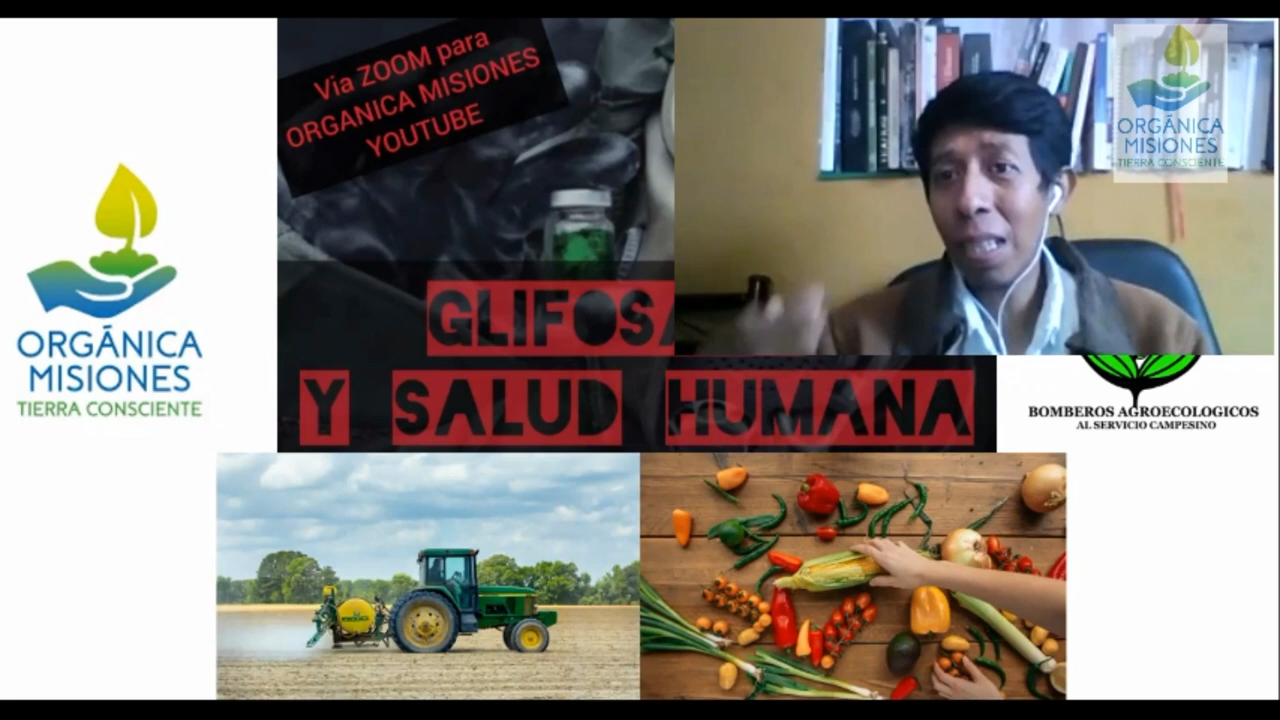 Via ZOOM para
ORGANICA MISIONES
YOUTUBE
ORGÁNICA
MISIONES
TIERRA CONSCIENTE
GLIFOSA
Y SALUD HUMANA
ORGÁNICA
MISIONES
TIERRA CONSCIENTE
BOMBEROS AGROECOLOGICOS
AL SERVICIO CAMPESINO